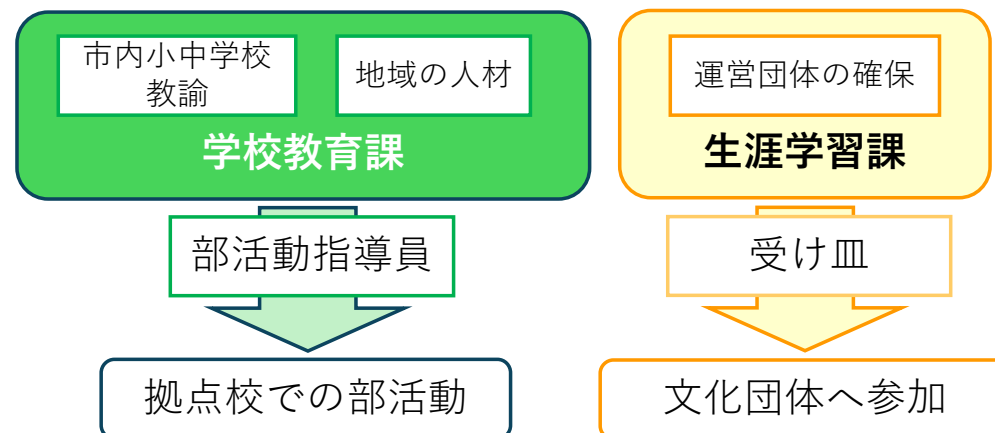 市内小中学校
教諭
地域の人材
学校教育課
部活動指導員
拠点校での部活動
運営団体の確保
生涯学習課
受け皿
文化団体へ参加